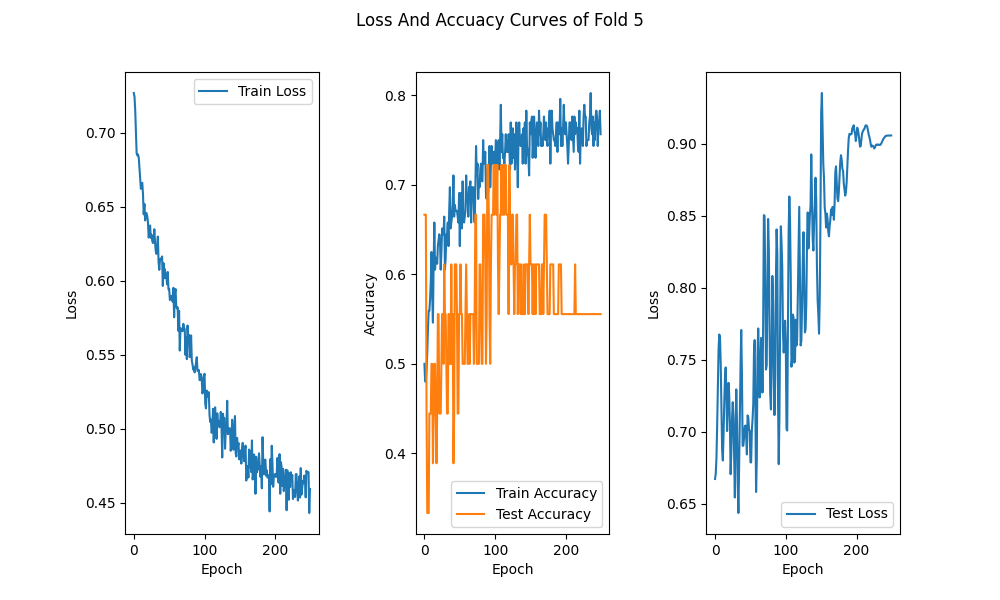 Loss And Accuacy Curves of Fold 5
Train Loss
0.70
0.65
0.60
0.55
0.50
0.45
Loss
0
100
200
Epoch
0.8
0.7
0.6
0.5
0.4
Accuracy
Train Accuracy
Test Accuracy
0
100
200
Epoch
0.90
0.85
0.80
0.75
0.70
0.65
Loss
Test Loss
0
100
200
Epoch